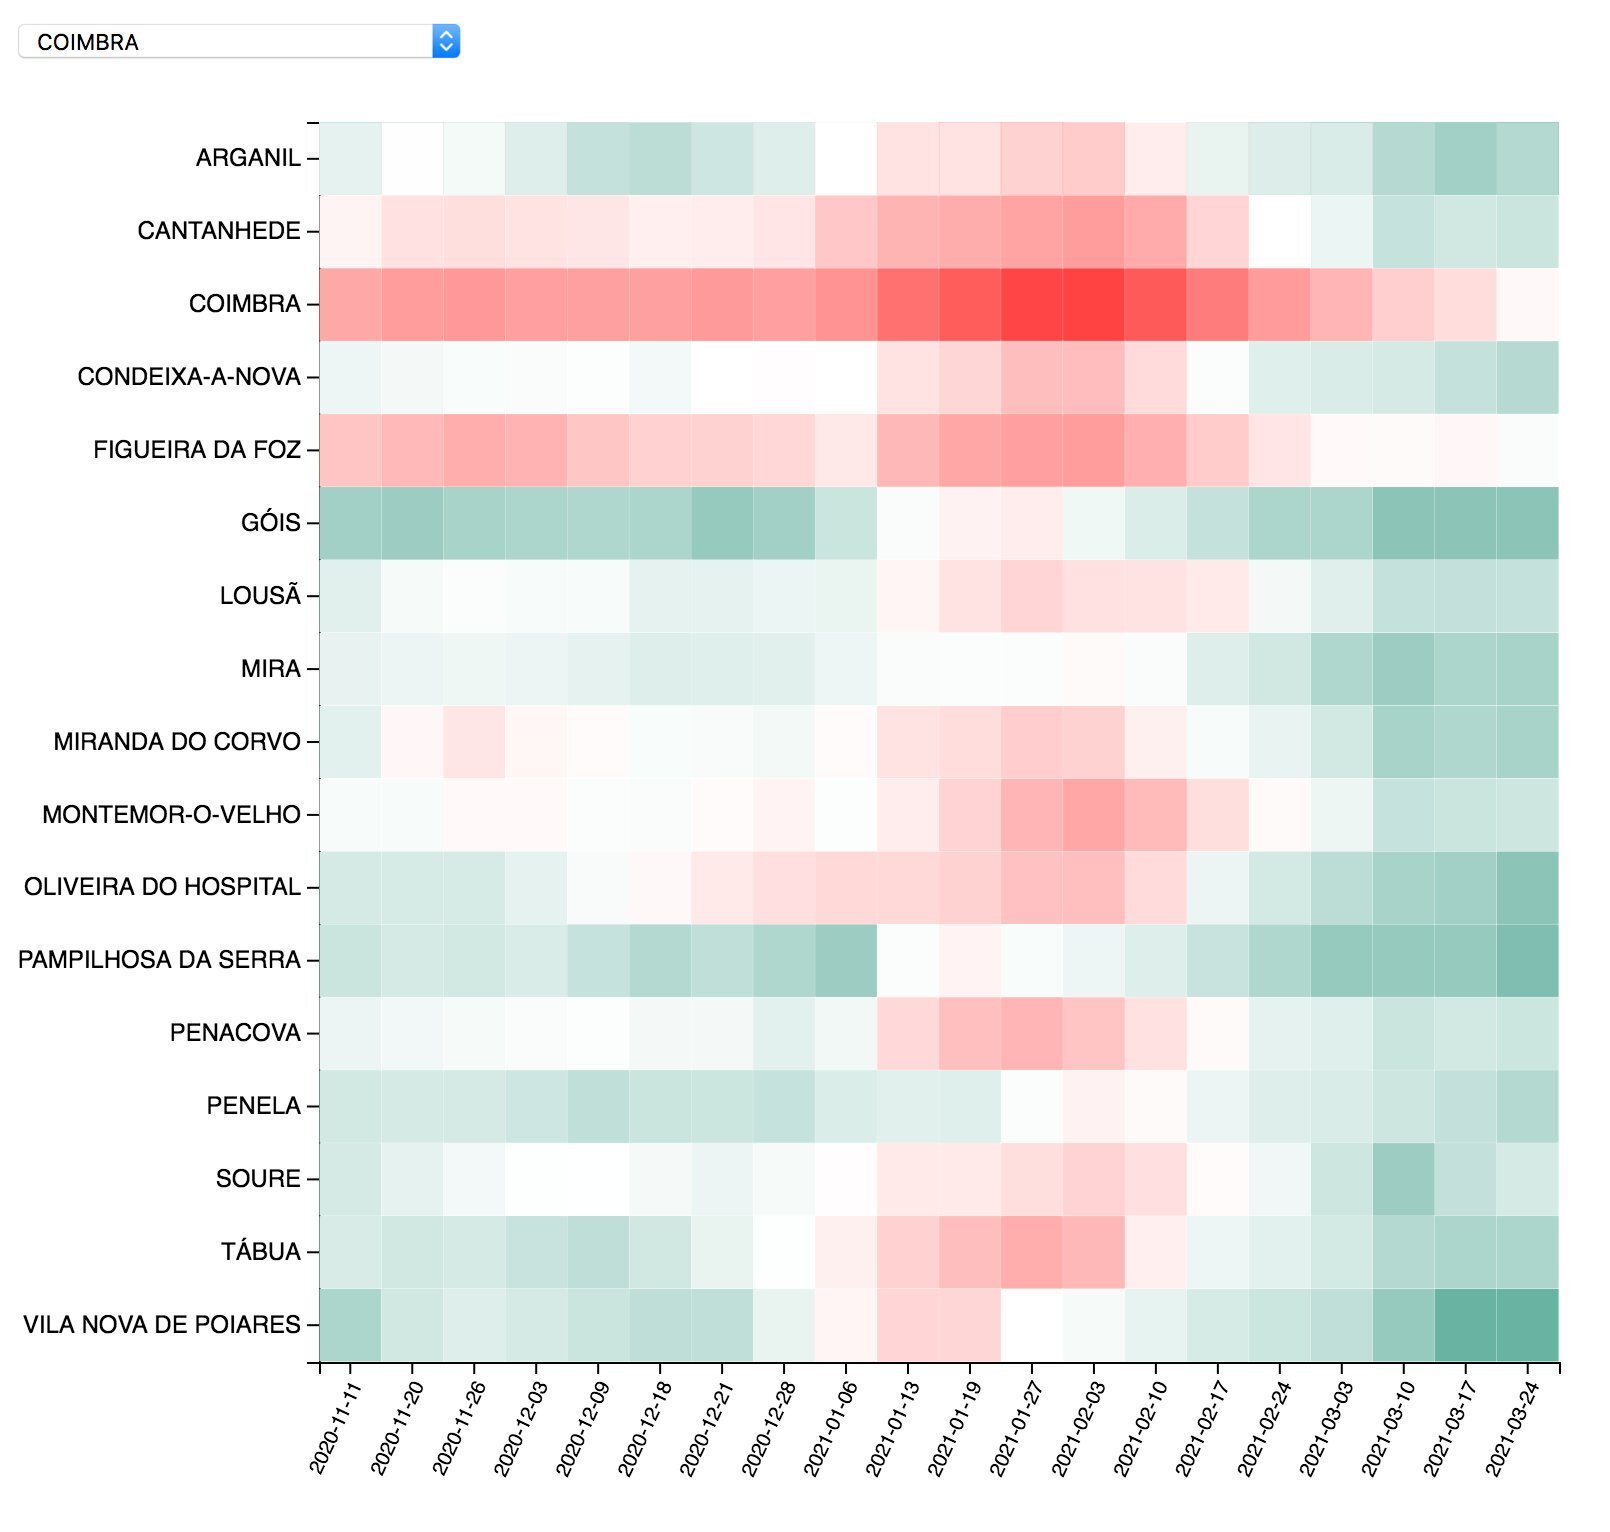 COIMBRA
ARGANIL
CANTANHEDE
COIMBRA
CONDEIXA-A-NOVA
FIGUEIRA DA FOZ
GÓIS
LOUSÃ
MIRA
MIRANDA DO CORVO
MONTEMOR-O-VELHO
OLIVEIRA DO HOSPITAL
PAMPILHOSA DA SERRA
PENACOVA
PENELA
SOURE
TÁBUA
VILA NOVA DE POIARES
2020-11-11
2020-11-20
2020-11-26
2020-12-03
2020-12-09
2020-12-18
2020-12-21
2020-12-28
2021-01-06
2021-01-13
2021-01-19
2021-01-27
2021-02-03
2021-02-10
2021-02-17
2021-02-24
2021-03-03
2021-03-10
2021-03-17
2021-03-24